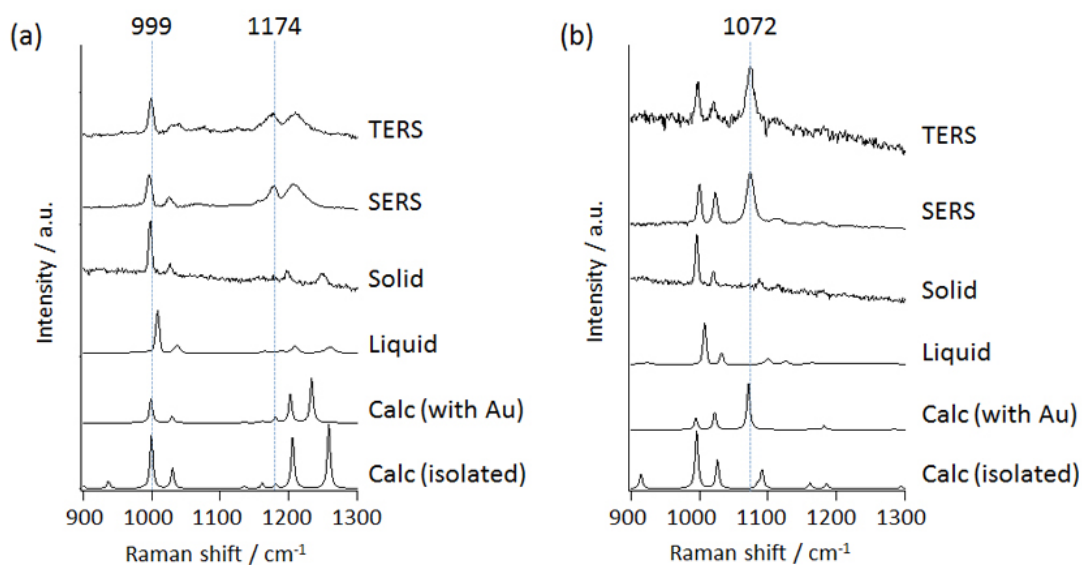 (a)
999 1174
Intensity / a.u.
TERS
SERS
Solid
Liquid
Calc (with Au)
Calc (isolated)
900 1000 1100 1200 1300
Raman shift / cm⁻¹
(b)
1072
Intensity / a.u.
TERS
SERS
Solid
Liquid
Calc (with Au)
Calc (isolated)
900 1000 1100 1200 1300
Raman shift / cm⁻¹